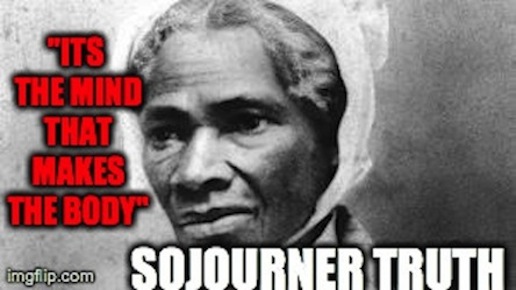 "ITS
THE MIND
THAT
MAKES
THE BODY"
SOJOURNER TRUTH
imgflip.com